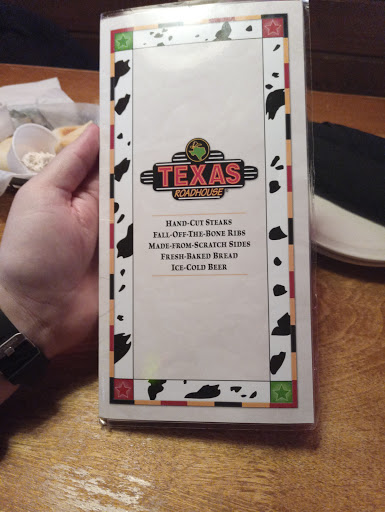 TEXAS
ROADHOUSE
HAND-CUT STEAKS
FALL-OFF-THE-BONE RIBS
MADE-FROM-SCRATCH SIDES
FRESH-BAKED BREAD
ICE-COLD BEER